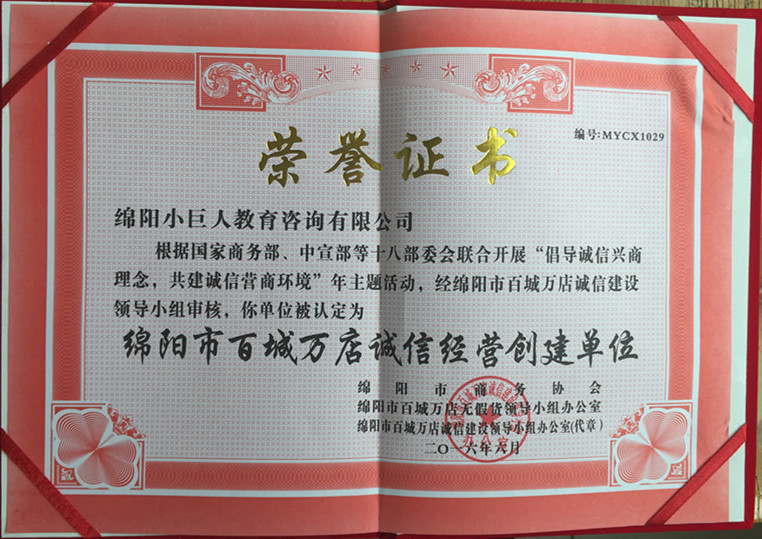 荣誉证书
编号:MYCX1029
绵阳小巨人教育咨询有限公司
根据国家商务部、中宣部等十八部委会联合开展“倡导诚信兴商
理念，共建诚信营商环境”年主题活动，经绵阳市百城万店诚信建设
领导小组审核，你单位被认定为
绵阳市百城万店诚信经营创建单位
绵阳市商务协会
绵阳市百城万店无假货领导小组办公室
绵阳市百城万店诚信建设领导小组办公室(代章)
二〇一六年六月